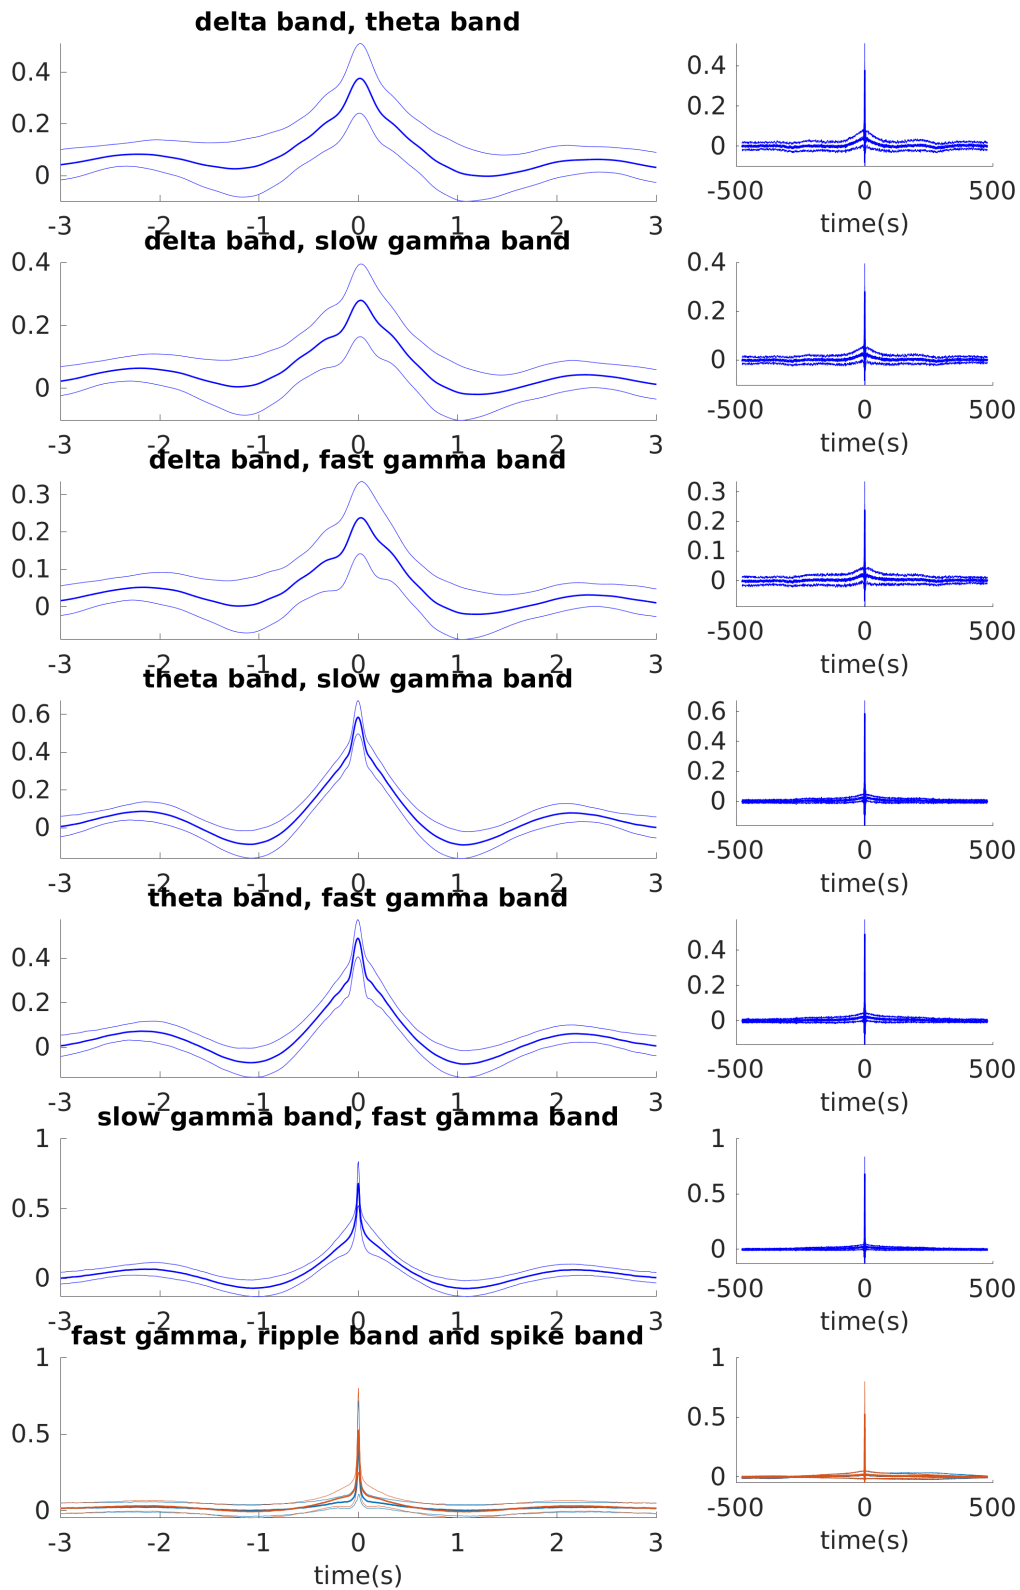 delta band, theta band
0.4
0.2
0
-3 -2 -1 0 1 2 3
0.4
0.2
0
-500 0 500
time(s)
delta band, slow gamma band
0.4
0.2
0
-3 -2 -1 0 1 2 3
0.4
0.2
0
-500 0 500
time(s)
delta band, fast gamma band
0.3
0.2
0.1
0
-3 -2 -1 0 1 2 3
0.3
0.2
0.1
0
-500 0 500
time(s)
theta band, slow gamma band
0.6
0.4
0.2
0
-3 -2 -1 0 1 2 3
0.6
0.4
0.2
0
-500 0 500
time(s)
theta band, fast gamma band
0.4
0.2
0
-3 -2 -1 0 1 2 3
0.4
0.2
0
-500 0 500
time(s)
slow gamma band, fast gamma band
1
0.5
0
-3 -2 -1 0 1 2 3
1
0.5
0
-500 0 500
time(s)
fast gamma, ripple band and spike band
1
0.5
0
-3 -2 -1 0 1 2 3
time(s)
1
0.5
0
-500 0 500
time(s)